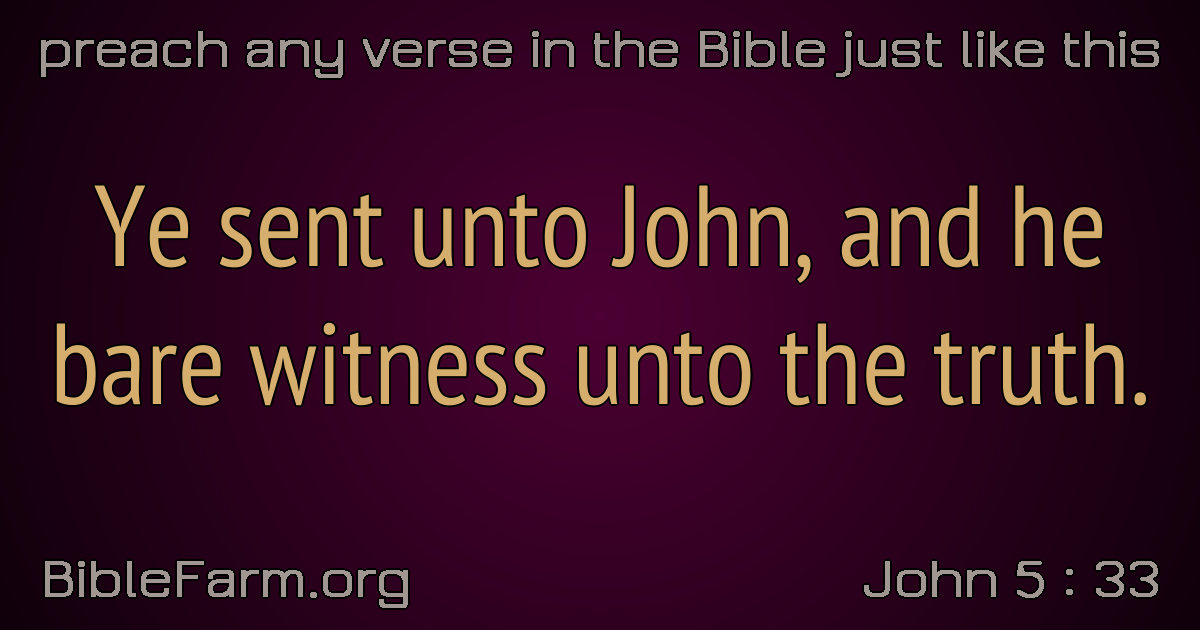 preach any verse in the Bible just like this
Ye sent unto John, and he
bare witness unto the truth.
BibleFarm.org
John 5 : 33